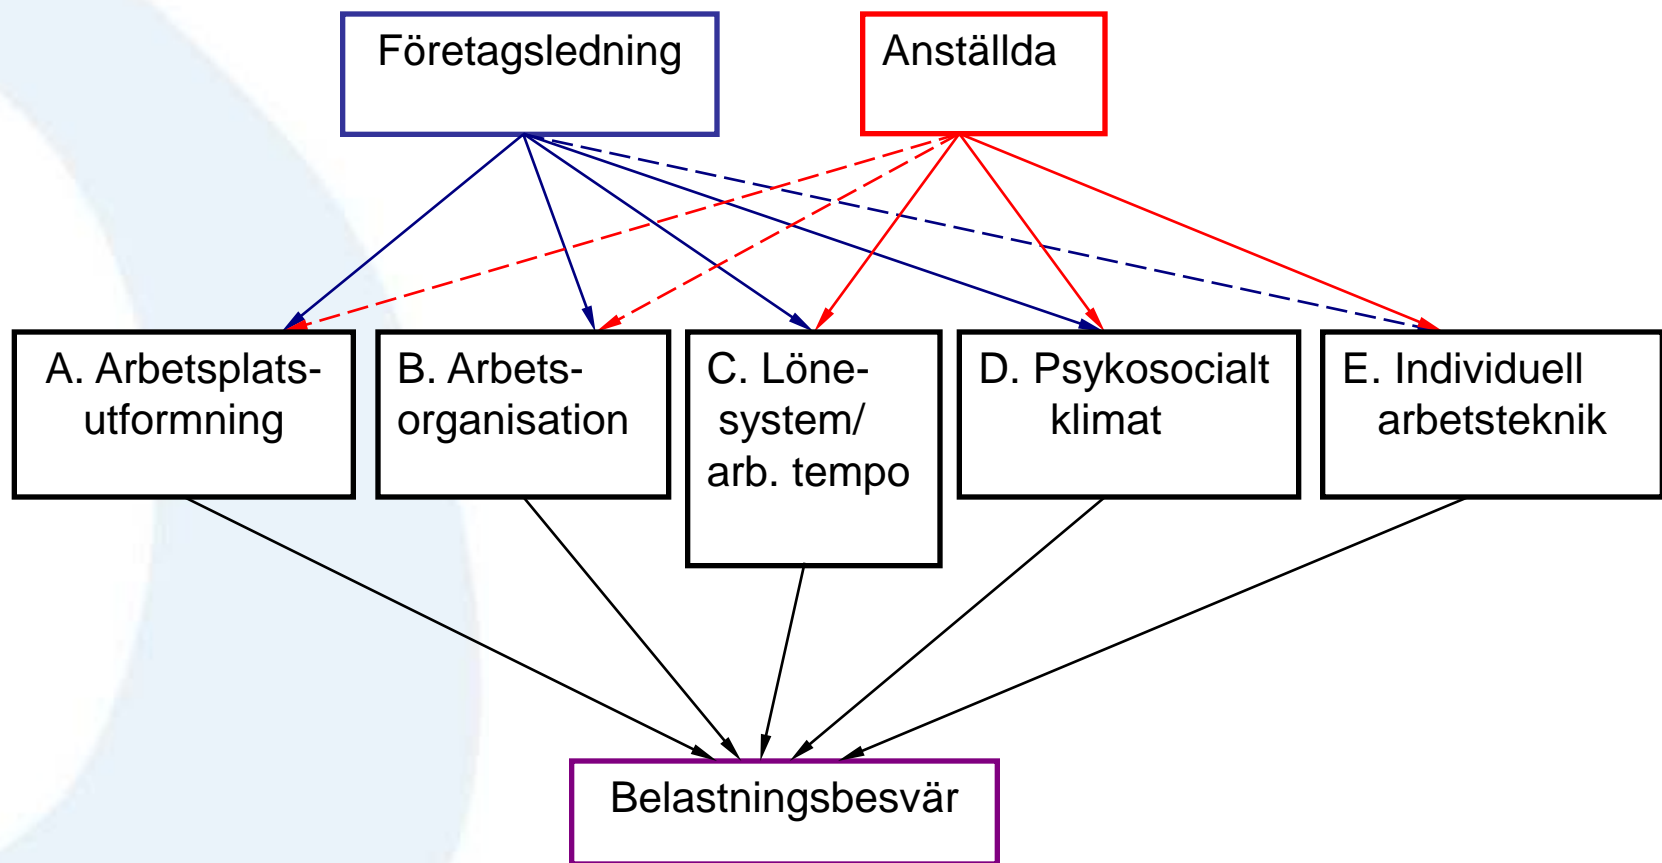 Företagsledning
Anställda
A. Arbetsplats-
utformning
B. Arbets-
organisation
C. Löne-
system/
arb. tempo
D. Psykosocialt
klimat
E. Individuell
arbetsteknik
Belastningsbesvär